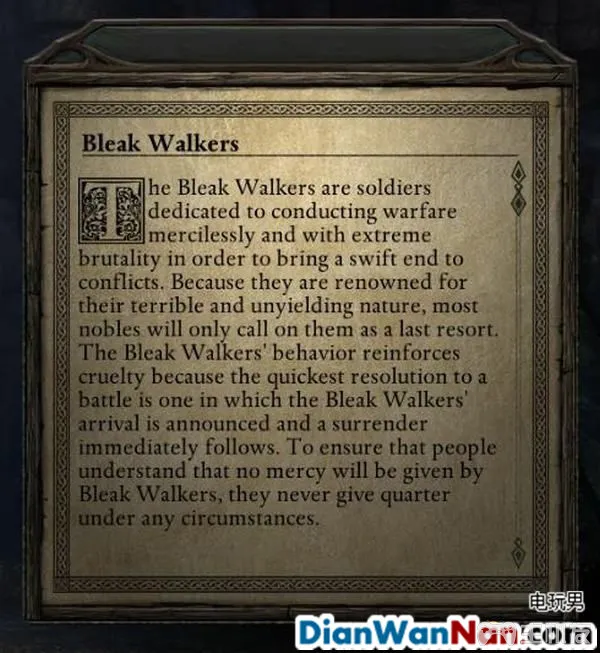 Bleak Walkers
The Bleak Walkers are soldiers
dedicated to conducting warfare
mercilessly and with extreme
brutality in order to bring a swift end to
conflicts. Because they are renowned for
their terrible and unyielding nature, most
nobles will only call on them as a last resort.
The Bleak Walkers' behavior reinforces
cruelty because the quickest resolution to a
battle is one in which the Bleak Walkers'
arrival is announced and a surrender
immediately follows. To ensure that people
understand that no mercy will be given by
Bleak Walkers, they never give quarter
under any circumstances.
电玩男
DianWanNan.com